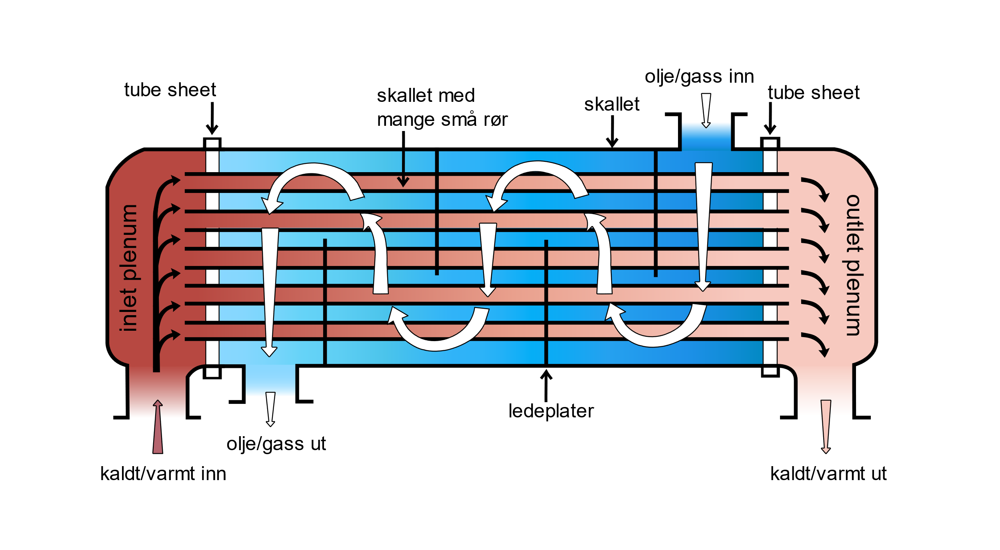 olje/gass inn
tube sheet
skallet med
mange små rør
skallet
tube sheet
inlet plenum
outlet plenum
ledeplater
olje/gass ut
kaldt/varmt inn
kaldt/varmt ut